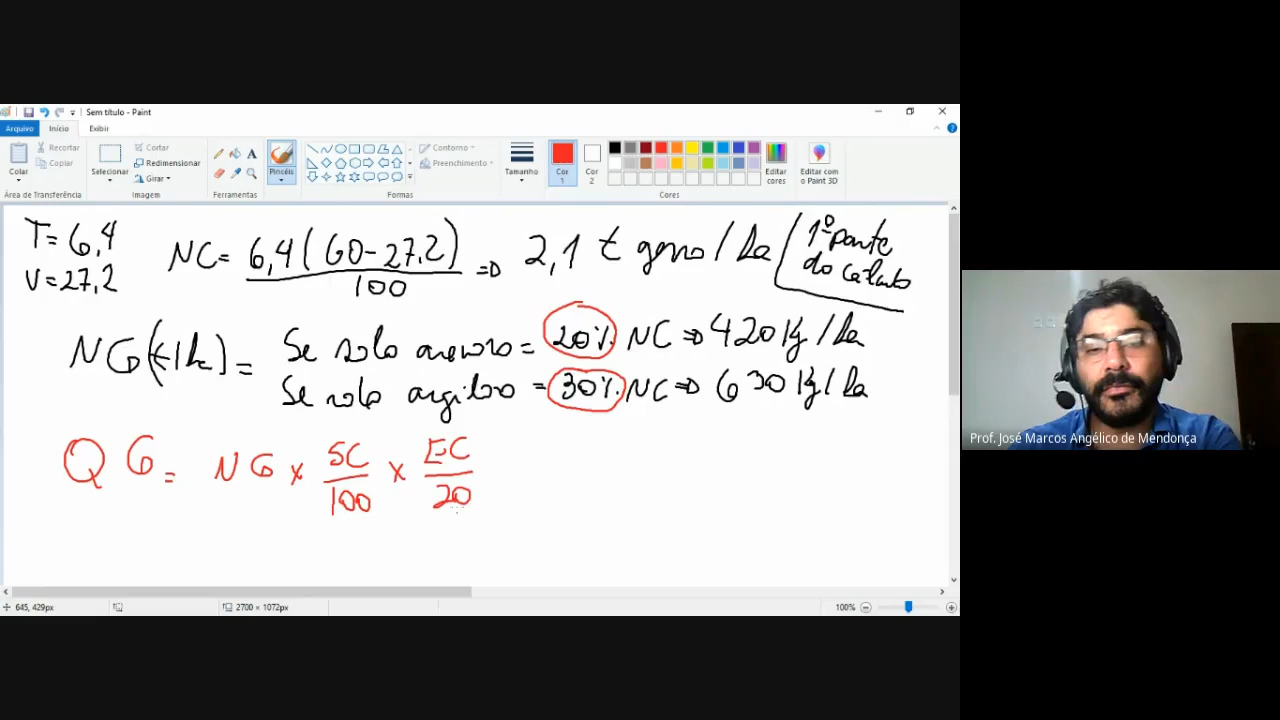 Sem título - Paint
Arquivo Início Exibir
Colar
Recortar
Copiar
Área de Transferência
Selecionar
Cortar
Redimensionar
Girar
Imagem
Ferramentas
Pincéis
Contorno
Preenchimento
Formas
Tamanho
Cor 1
Cor 2
Editar cores
Editar com o Paint 3D
Cores
T=6,4
V=27,2
NC= 6,4(60-27,2)
100
2,1 t gesso/ha
1ª parte
do calculo
NG(t/ha)=
Se solo arenoso = 20% NC ⇒ 420 Kg/ha
Se solo argiloso = 30% NC ⇒ 630 Kg/ha
QG = NG x SC/100 x EC/20
645, 429px
2700 × 1072px
100%
Prof. José Marcos Angélico de Mendonça